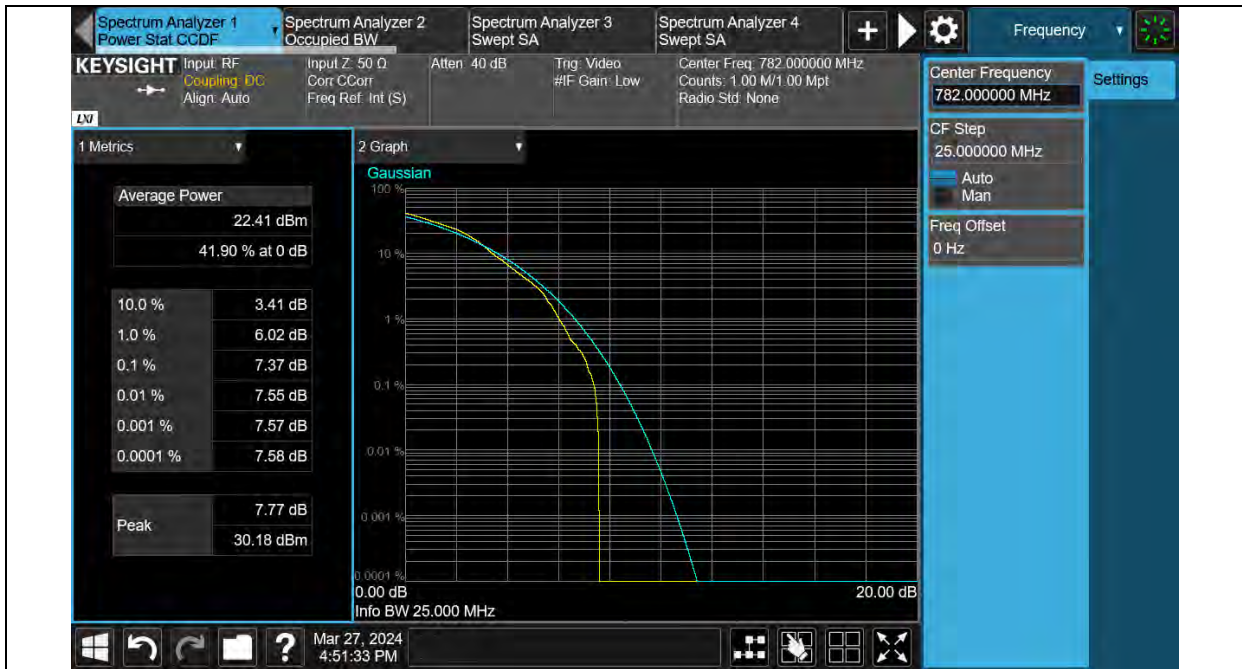 Spectrum Analyzer 1
Power Stat CCDF
Spectrum Analyzer 2
Occupied BW
Spectrum Analyzer 3
Swept SA
Spectrum Analyzer 4
Swept SA
+
Frequency
KEYSIGHT
Input: RF
Coupling: DC
Align: Auto
Input Z: 50 Ω
Corr CCorr
Freq Ref: Int (S)
Atten: 40 dB
Trig: Video
#IF Gain: Low
Center Freq: 782.000000 MHz
Counts: 1.00 M/1.00 Mpt
Radio Std: None
LXI
Center Frequency
782.000000 MHz
Settings
CF Step
25.000000 MHz
Auto
Man
Freq Offset
0 Hz
1 Metrics
Average Power
22.41 dBm
41.90 % at 0 dB
10.0 % 3.41 dB
1.0 % 6.02 dB
0.1 % 7.37 dB
0.01 % 7.55 dB
0.001 % 7.57 dB
0.0001 % 7.58 dB
Peak
7.77 dB
30.18 dBm
2 Graph
Gaussian
100 %
10 %
1 %
0.1 %
0.01 %
0.001 %
0.0001 %
0.00 dB
20.00 dB
Info BW 25.000 MHz
?
Mar 27, 2024
4:51:33 PM